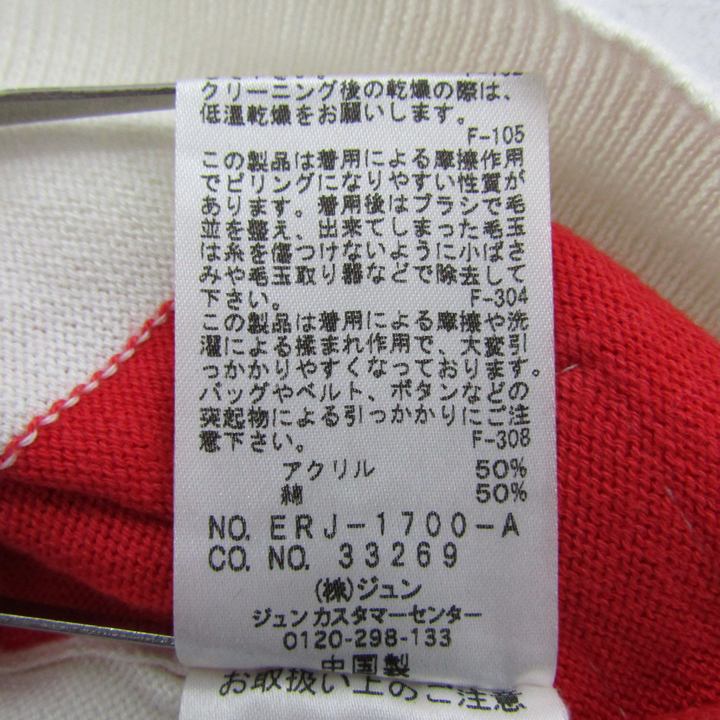 クリーニング後の乾燥の際は、
低温乾燥をお願いします。
F-105
この製品は着用による摩擦作用
でピリングになりやすい性質が
あります。着用後はブラシで毛
並を整え、出来てしまった毛玉
は糸を傷つけないように小ばさ
みや毛玉取り器などで除去して
下さい。 F-304
この製品は着用による摩擦や洗
濯による揉まれ作用で、大変引
っかかりやすくなっております。
バッグやベルト、ボタンなどの
突起物による引っかかりにご注
意下さい。 F-308
アクリル 50%
綿 50%
NO. ERJ-1700-A
CO. NO. 33269
(株)ジュン
ジュン カスタマーセンター
0120-298-133
中国製
お取扱い上のご注意